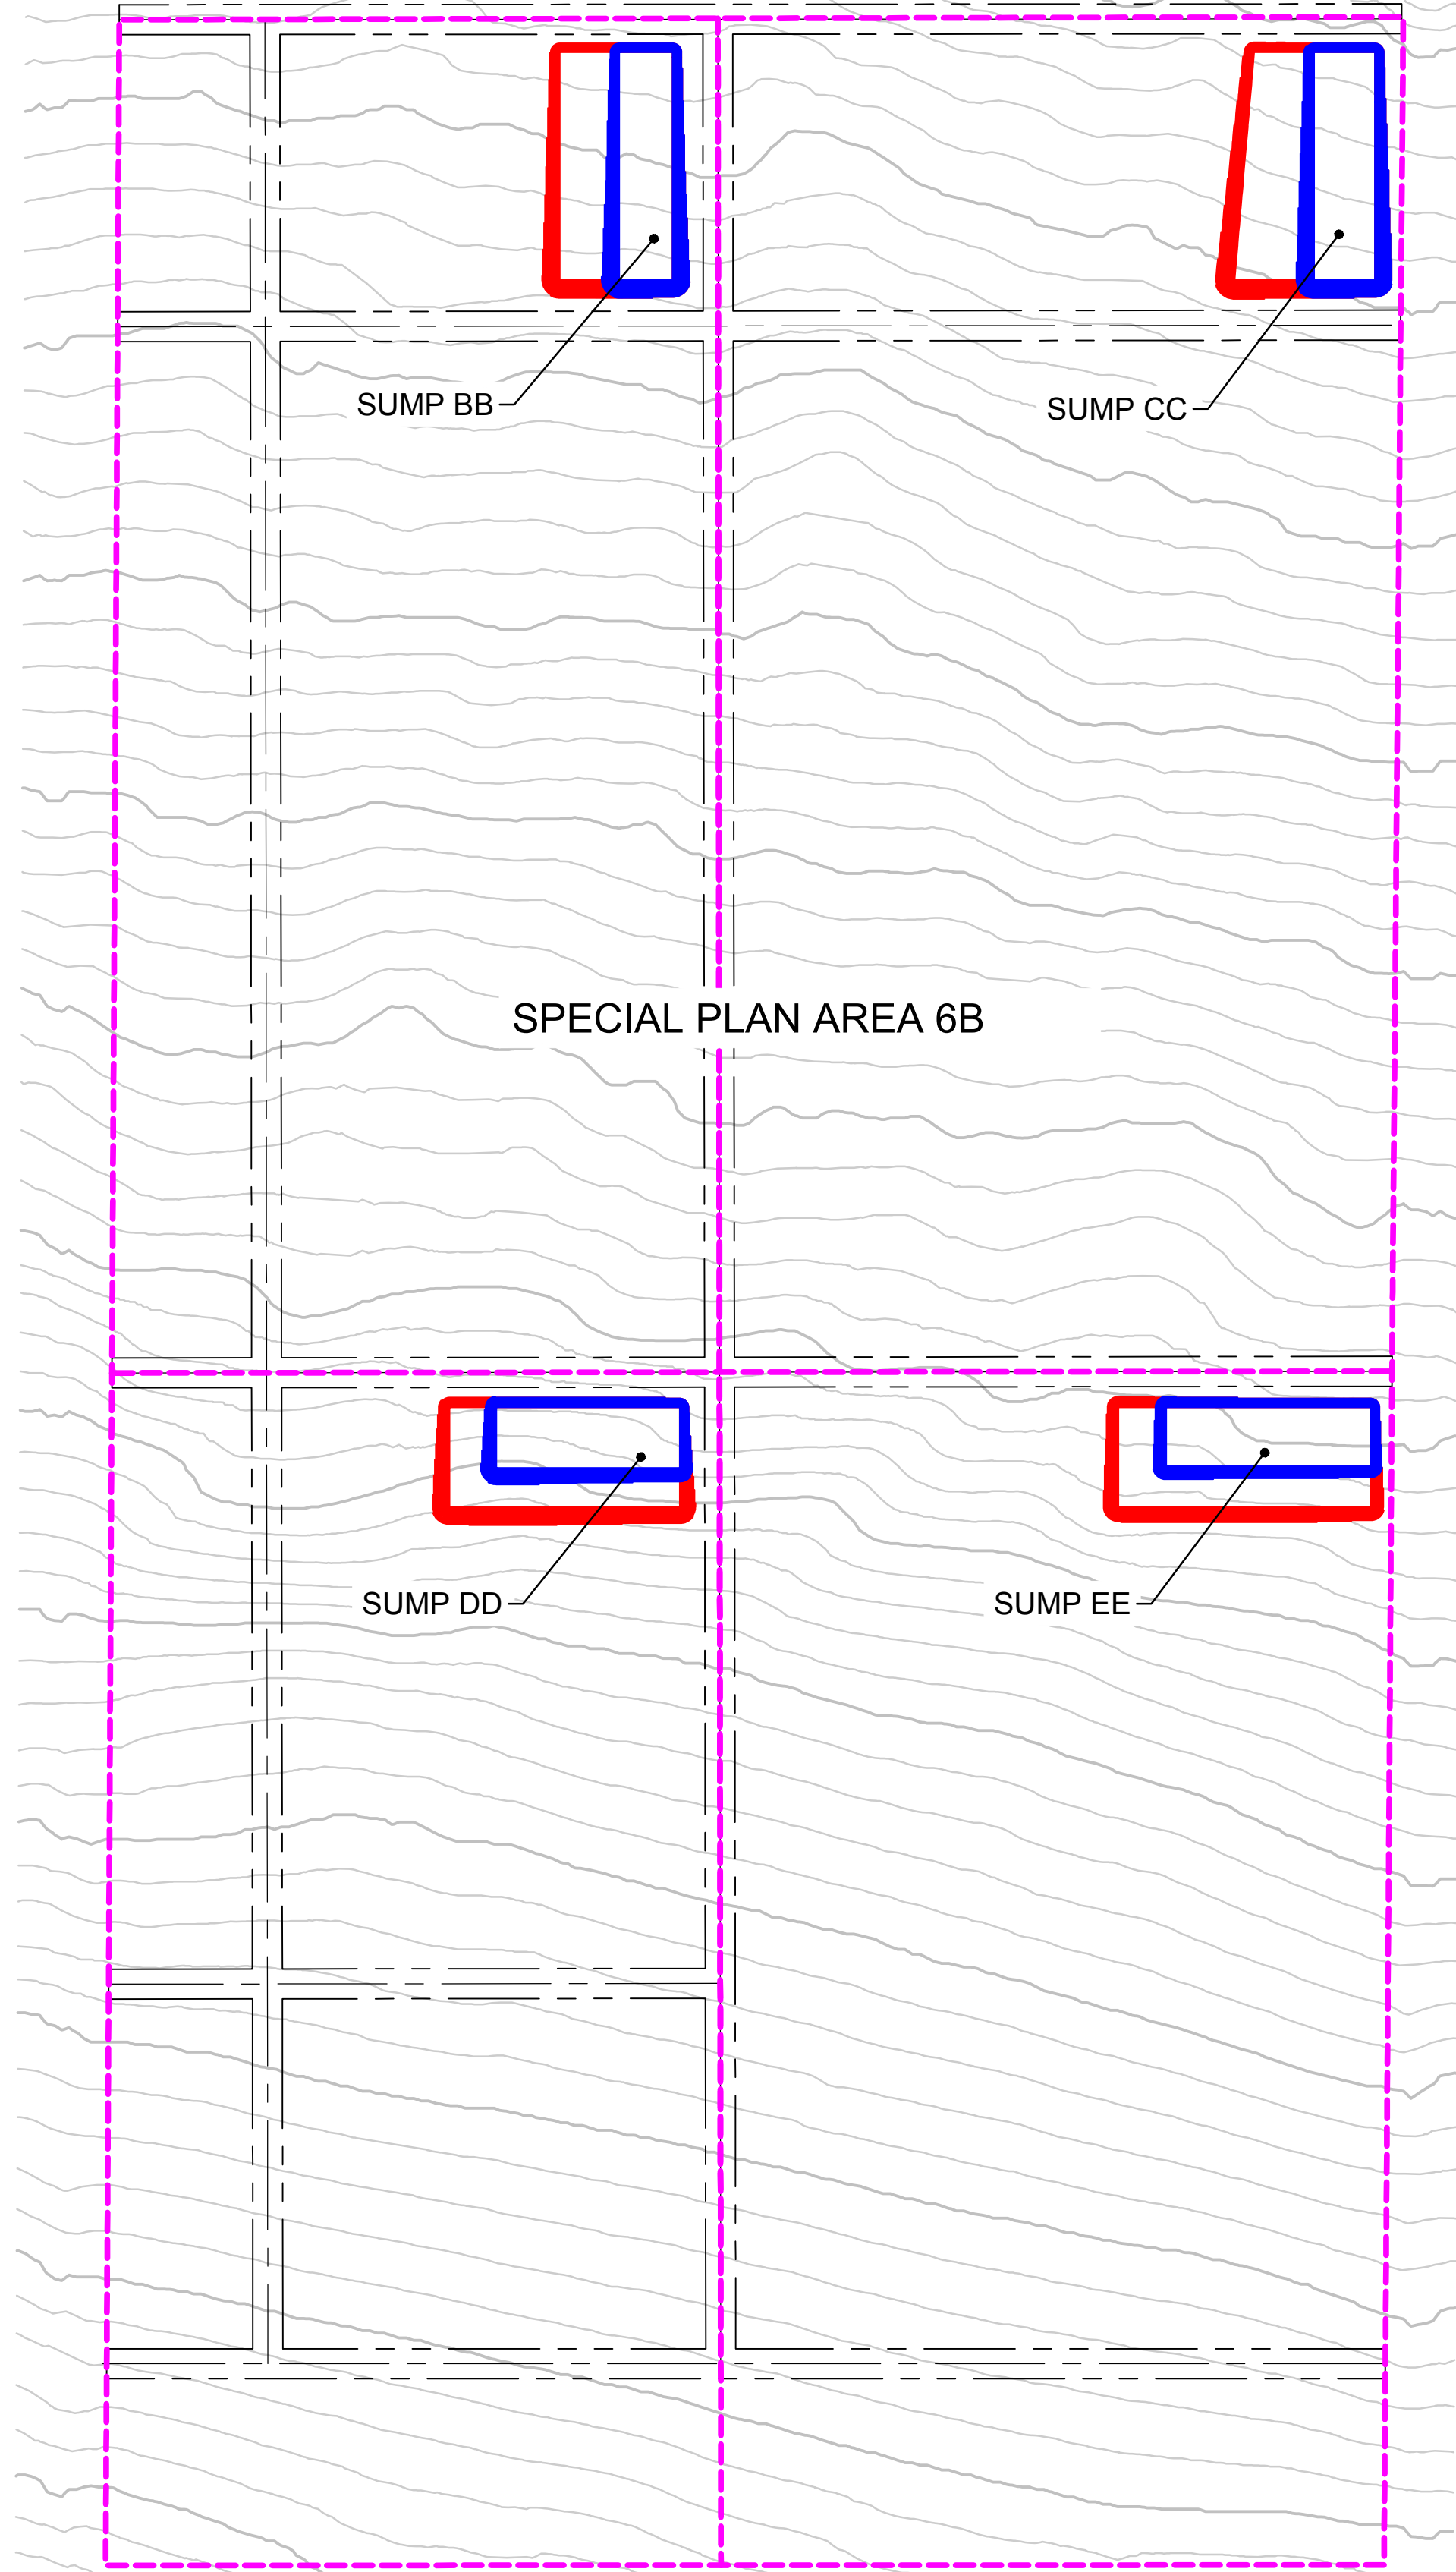 SUMP BB
SUMP CC
SPECIAL PLAN AREA 6B
SUMP DD
SUMP EE